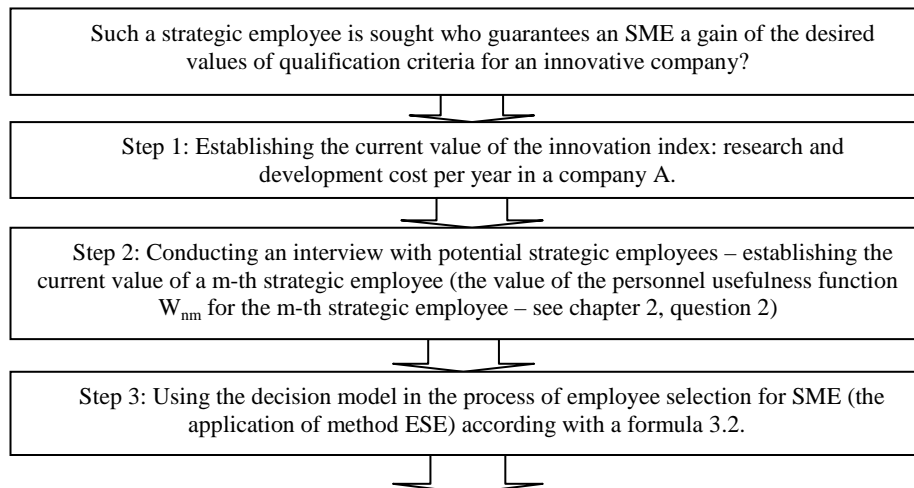 Such a strategic employee is sought who guarantees an SME a gain of the desired
values of qualification criteria for an innovative company?
Step 1: Establishing the current value of the innovation index: research and
development cost per year in a company A.
Step 2: Conducting an interview with potential strategic employees – establishing the
current value of a m-th strategic employee (the value of the personnel usefulness function
Wnm for the m-th strategic employee – see chapter 2, question 2)
Step 3: Using the decision model in the process of employee selection for SME (the
application of method ESE) according with a formula 3.2.